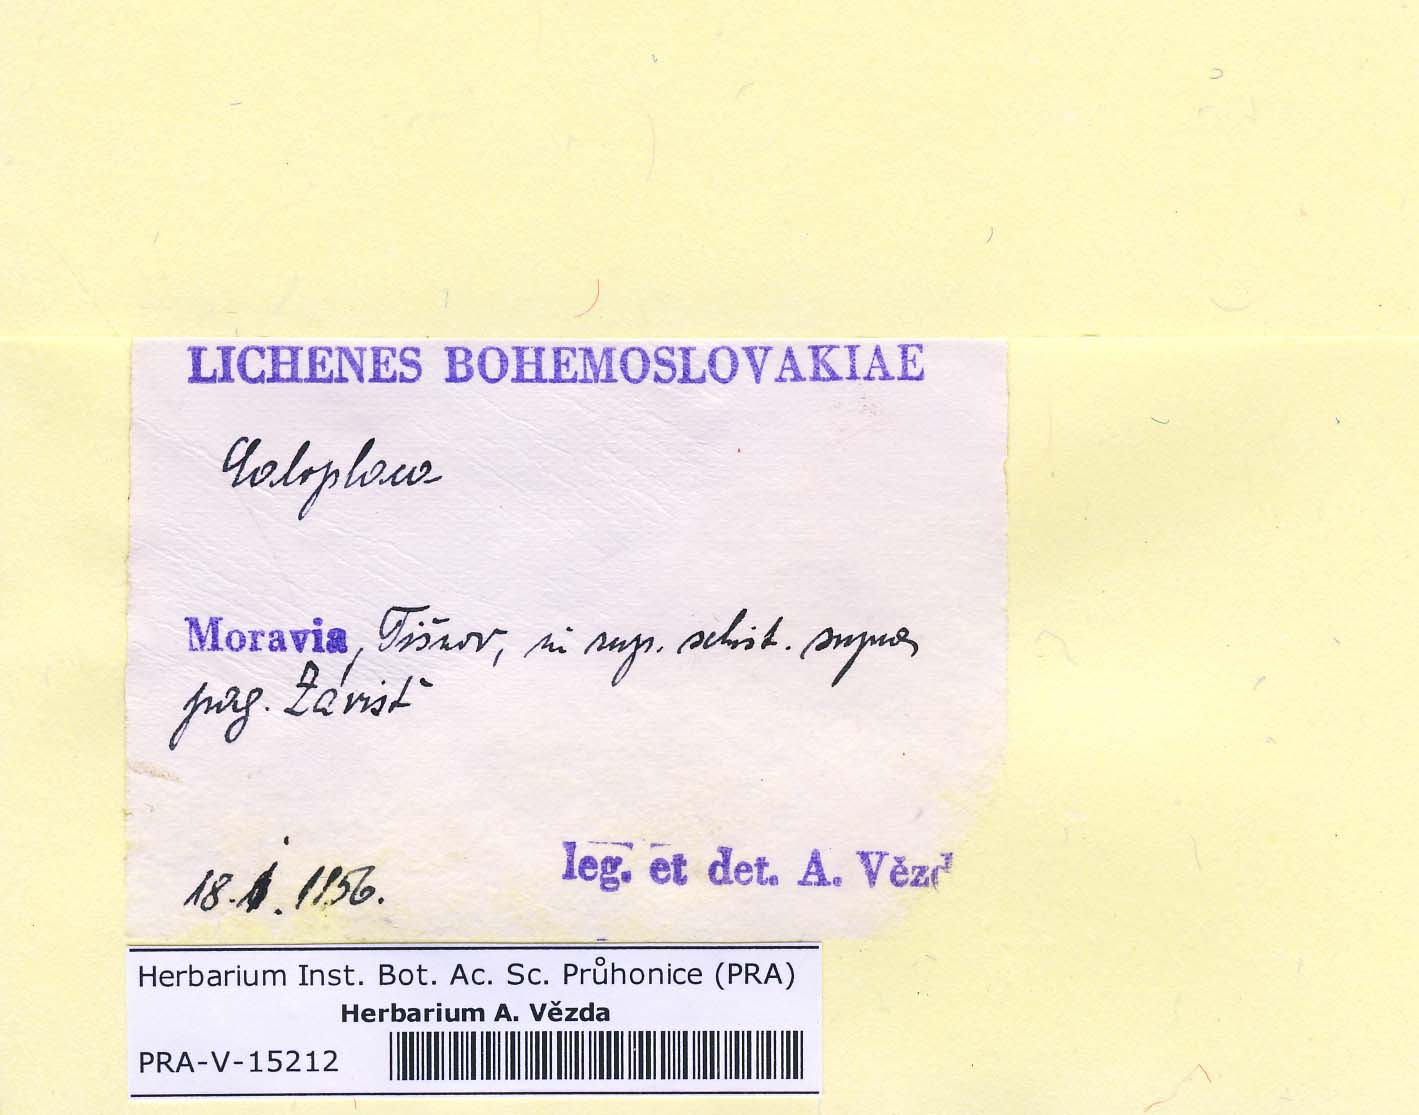 LICHENES BOHEMOSLOVAKIAE
Caloplaca
Moravia, Tišnov, in rup. schist. supra
pag. Závist
18. 1956.
leg. et det. A. Vězd
Herbarium Inst. Bot. Ac. Sc. Průhonice (PRA)
Herbarium A. Vězda
PRA-V-15212